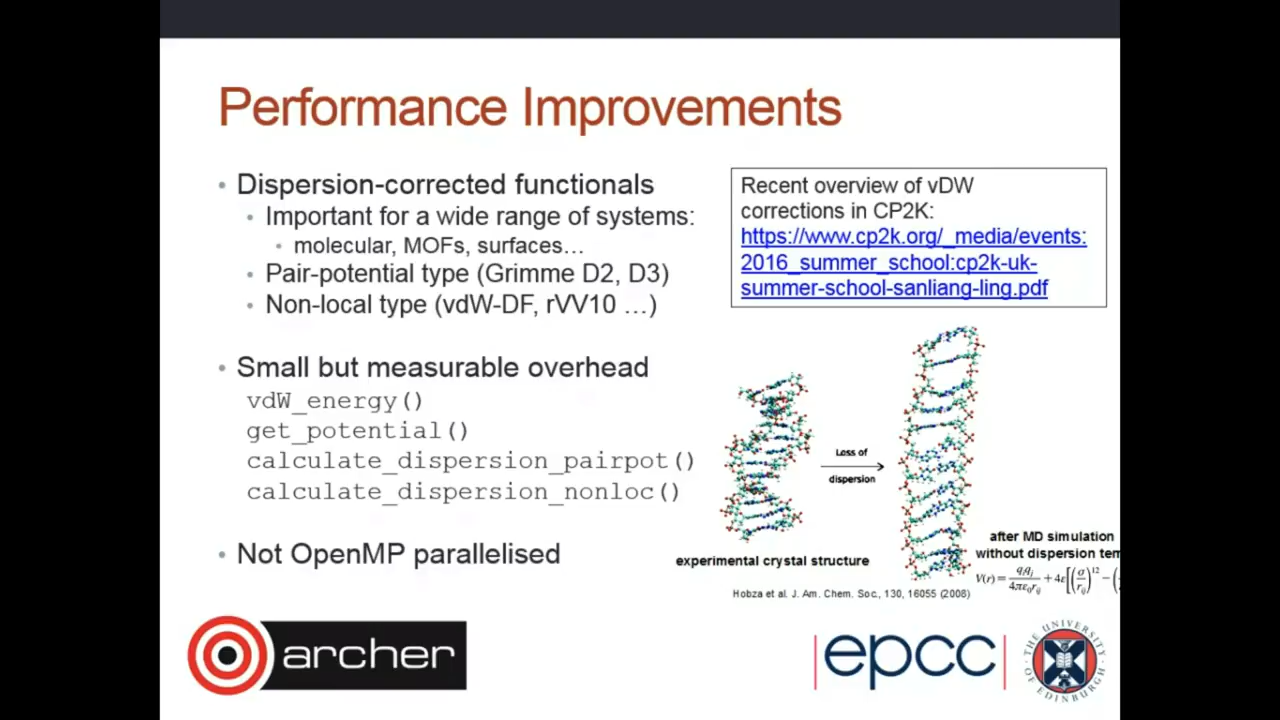 Performance Improvements
• Dispersion-corrected functionals
• Important for a wide range of systems:
• molecular, MOFs, surfaces…
• Pair-potential type (Grimme D2, D3)
• Non-local type (vdW-DF, rVV10 …)
• Small but measurable overhead
vdW_energy()
get_potential()
calculate_dispersion_pairpot()
calculate_dispersion_nonloc()
• Not OpenMP parallelised
Recent overview of vDW
corrections in CP2K:
https://www.cp2k.org/_media/events:
2016_summer_school:cp2k-uk-
summer-school-sanliang-ling.pdf
Loss of
dispersion
experimental crystal structure
after MD simulation
without dispersion
Hobza et al. J. Am. Chem. Soc., 130, 16055 (2008)
archer
epcc
THE UNIVERSITY
OF EDINBURGH